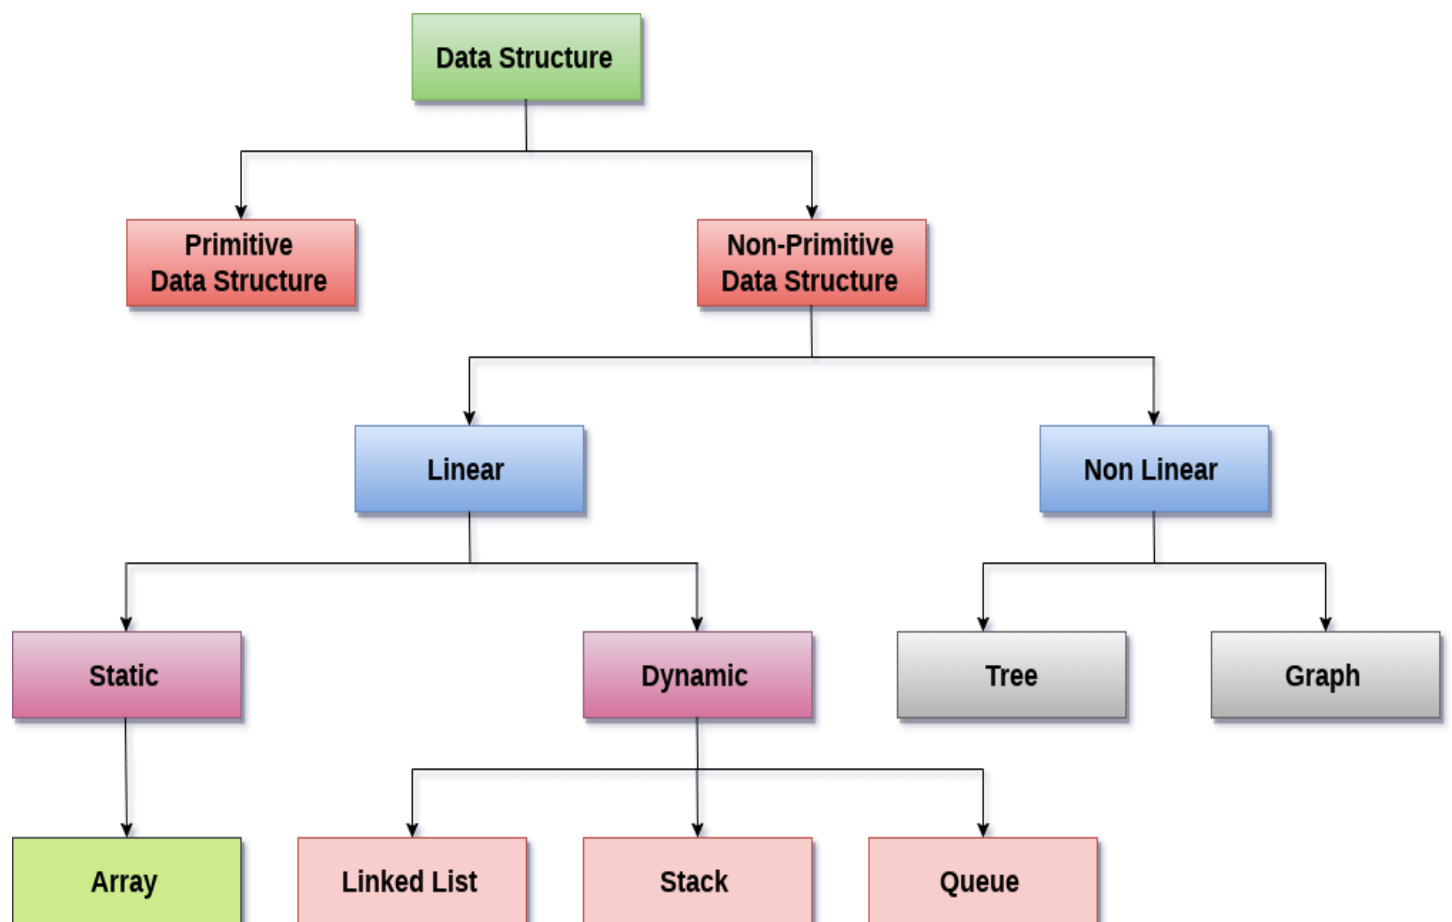 Data Structure
Primitive
Data Structure
Non-Primitive
Data Structure
Linear
Non Linear
Static
Dynamic
Tree
Graph
Array
Linked List
Stack
Queue